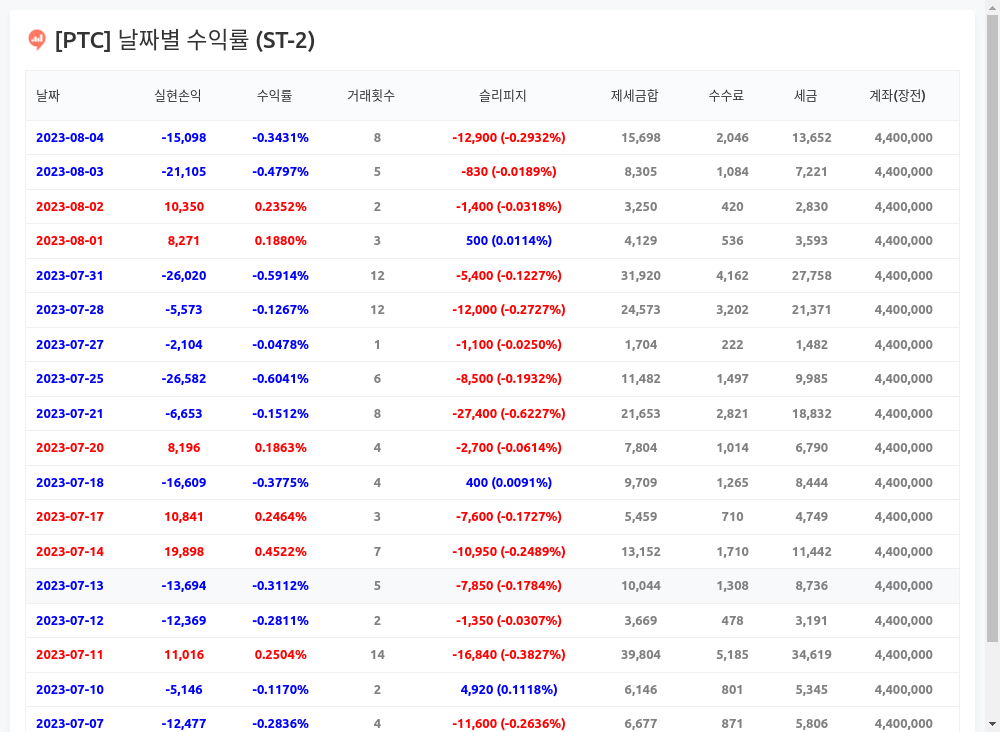 [PTC] 날짜별 수익률 (ST-2)
날짜 실현손익 수익률 거래횟수 슬리피지 제세금합 수수료 세금 계좌(장전)
2023-08-04 -15,098 -0.3431% 8 -12,900 (-0.2932%) 15,698 2,046 13,652 4,400,000
2023-08-03 -21,105 -0.4797% 5 -830 (-0.0189%) 8,305 1,084 7,221 4,400,000
2023-08-02 10,350 0.2352% 2 -1,400 (-0.0318%) 3,250 420 2,830 4,400,000
2023-08-01 8,271 0.1880% 3 500 (0.0114%) 4,129 536 3,593 4,400,000
2023-07-31 -26,020 -0.5914% 12 -5,400 (-0.1227%) 31,920 4,162 27,758 4,400,000
2023-07-28 -5,573 -0.1267% 12 -12,000 (-0.2727%) 24,573 3,202 21,371 4,400,000
2023-07-27 -2,104 -0.0478% 1 -1,100 (-0.0250%) 1,704 222 1,482 4,400,000
2023-07-25 -26,582 -0.6041% 6 -8,500 (-0.1932%) 11,482 1,497 9,985 4,400,000
2023-07-21 -6,653 -0.1512% 8 -27,400 (-0.6227%) 21,653 2,821 18,832 4,400,000
2023-07-20 8,196 0.1863% 4 -2,700 (-0.0614%) 7,804 1,014 6,790 4,400,000
2023-07-18 -16,609 -0.3775% 4 400 (0.0091%) 9,709 1,265 8,444 4,400,000
2023-07-17 10,841 0.2464% 3 -7,600 (-0.1727%) 5,459 710 4,749 4,400,000
2023-07-14 19,898 0.4522% 7 -10,950 (-0.2489%) 13,152 1,710 11,442 4,400,000
2023-07-13 -13,694 -0.3112% 5 -7,850 (-0.1784%) 10,044 1,308 8,736 4,400,000
2023-07-12 -12,369 -0.2811% 2 -1,350 (-0.0307%) 3,669 478 3,191 4,400,000
2023-07-11 11,016 0.2504% 14 -16,840 (-0.3827%) 39,804 5,185 34,619 4,400,000
2023-07-10 -5,146 -0.1170% 2 4,920 (0.1118%) 6,146 801 5,345 4,400,000
2023-07-07 -12,477 -0.2836% 4 -11,600 (-0.2636%) 6,677 871 5,806 4,400,000